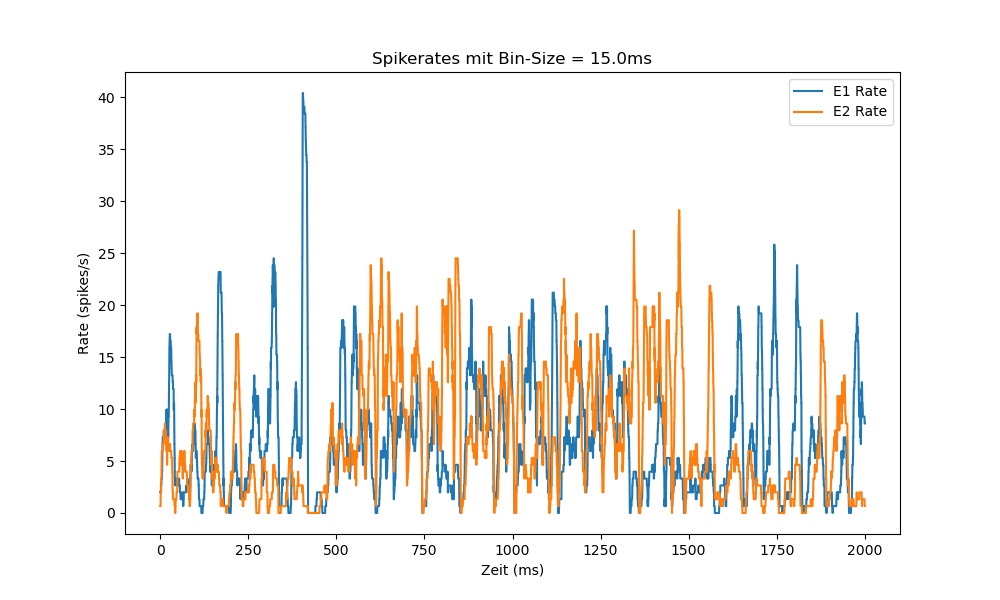 Spikerates mit Bin-Size = 15.0ms
E1 Rate
E2 Rate
Rate (spikes/s)
40
35
30
25
20
15
10
5
0
0 250 500 750 1000 1250 1500 1750 2000
Zeit (ms)